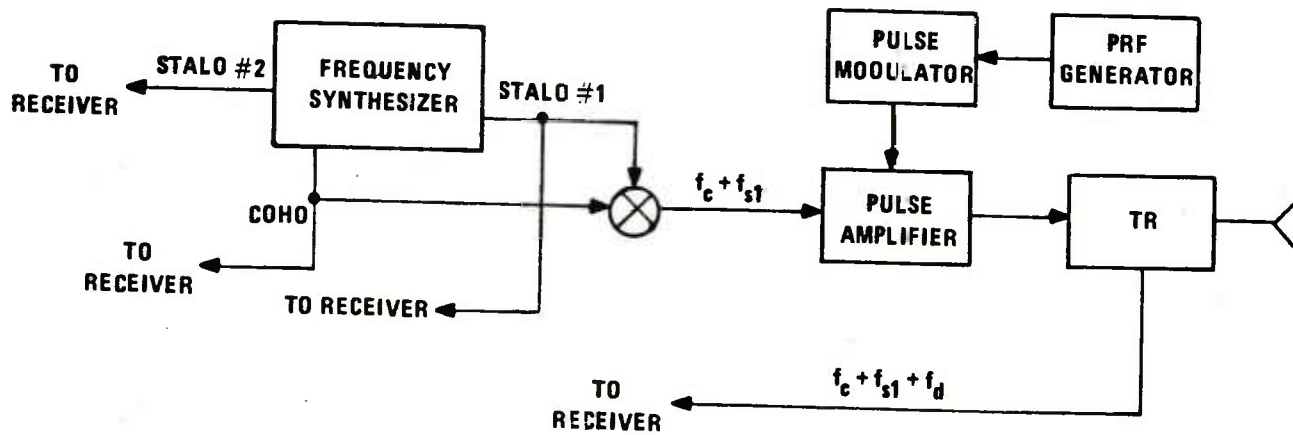 PULSE
MODULATOR
PRF
GENERATOR
TO
RECEIVER
STALO #2
FREQUENCY
SYNTHESIZER
STALO #1
COHO
f_c + f_s1
PULSE
AMPLIFIER
TR
TO
RECEIVER
TO RECEIVER
f_c + f_s1 + f_d
TO
RECEIVER